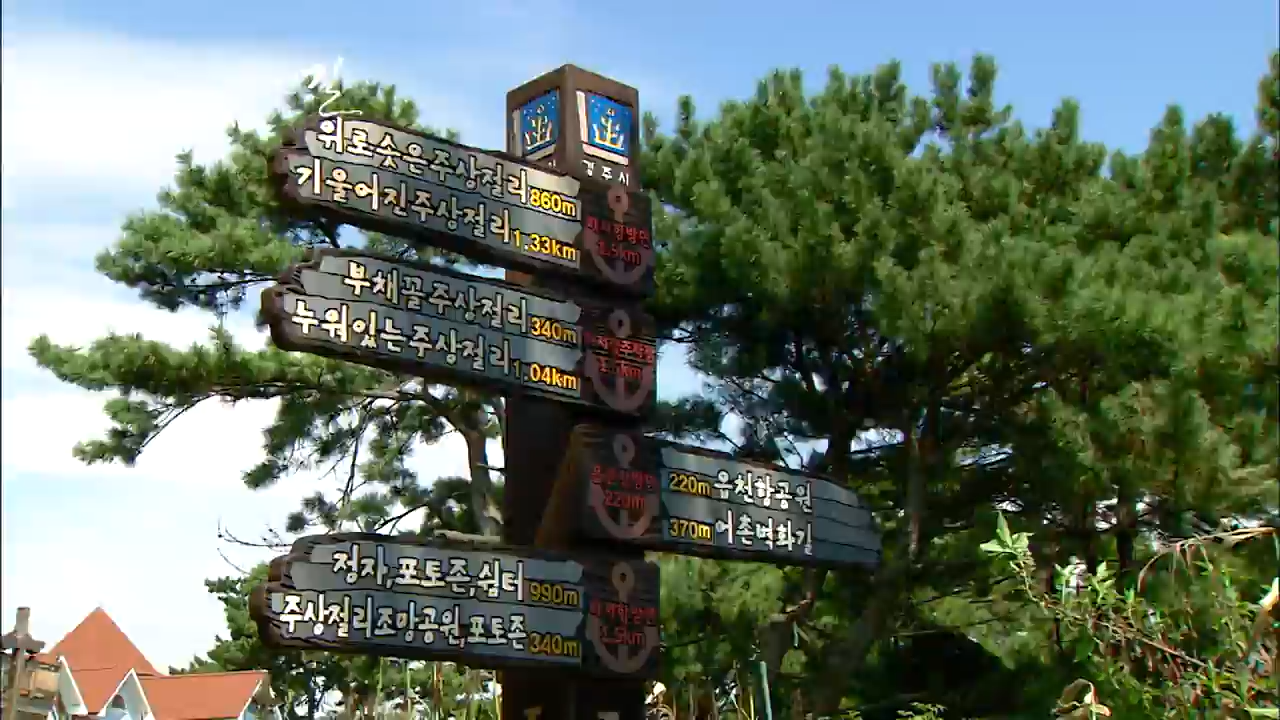 경주시
위로솟은주상절리 860m
기울어진주상절리 1.33km
부채꼴주상절리 340m
누워있는주상절리 1.04km
220m 읍천항공원
220m
370m 어촌벽화길
정자,포토존,쉼터 990m
주상절리조망공원,포토존 340m
1.5km